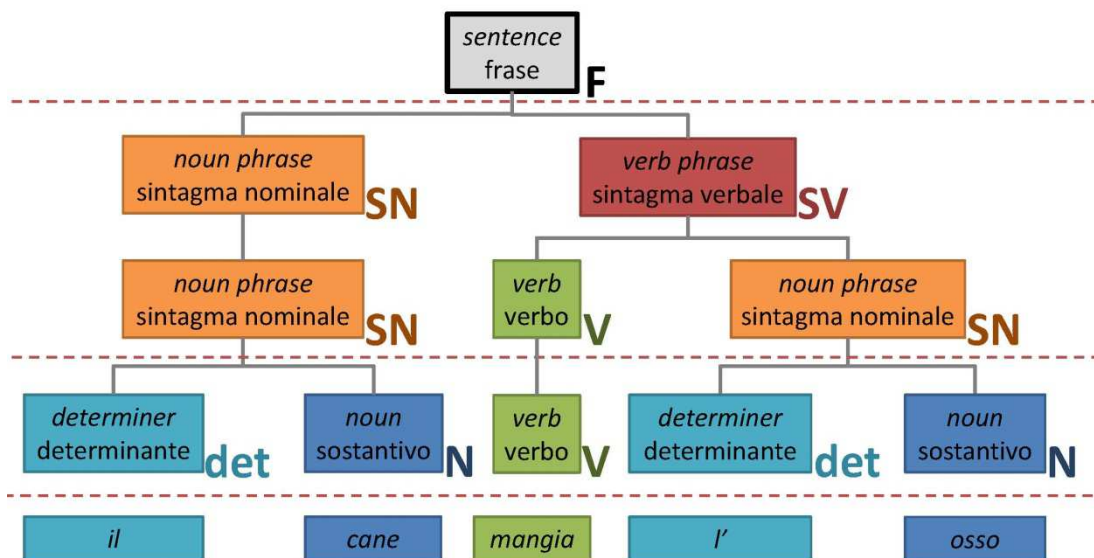 sentence
frase
F
noun phrase
sintagma nominale
SN
verb phrase
sintagma verbale
SV
noun phrase
sintagma nominale
SN
verb
verbo
V
noun phrase
sintagma nominale
SN
determiner
determinante
det
noun
sostantivo
N
verb
verbo
V
determiner
determinante
det
noun
sostantivo
N
il
cane
mangia
l’
osso